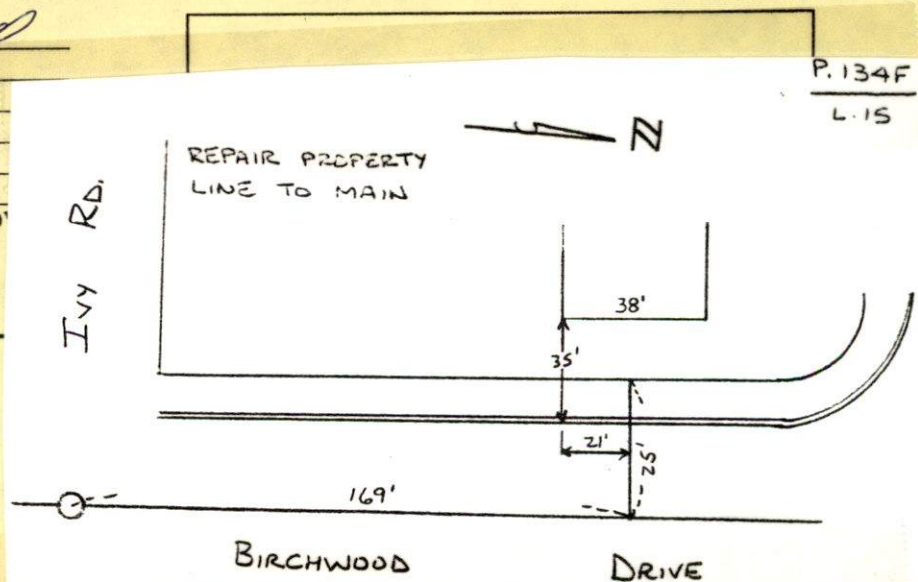 P. 134F
L. 15
N
REPAIR PROPERTY
LINE TO MAIN
IVY RD.
38'
35'
21'
25'
169'
BIRCHWOOD DRIVE